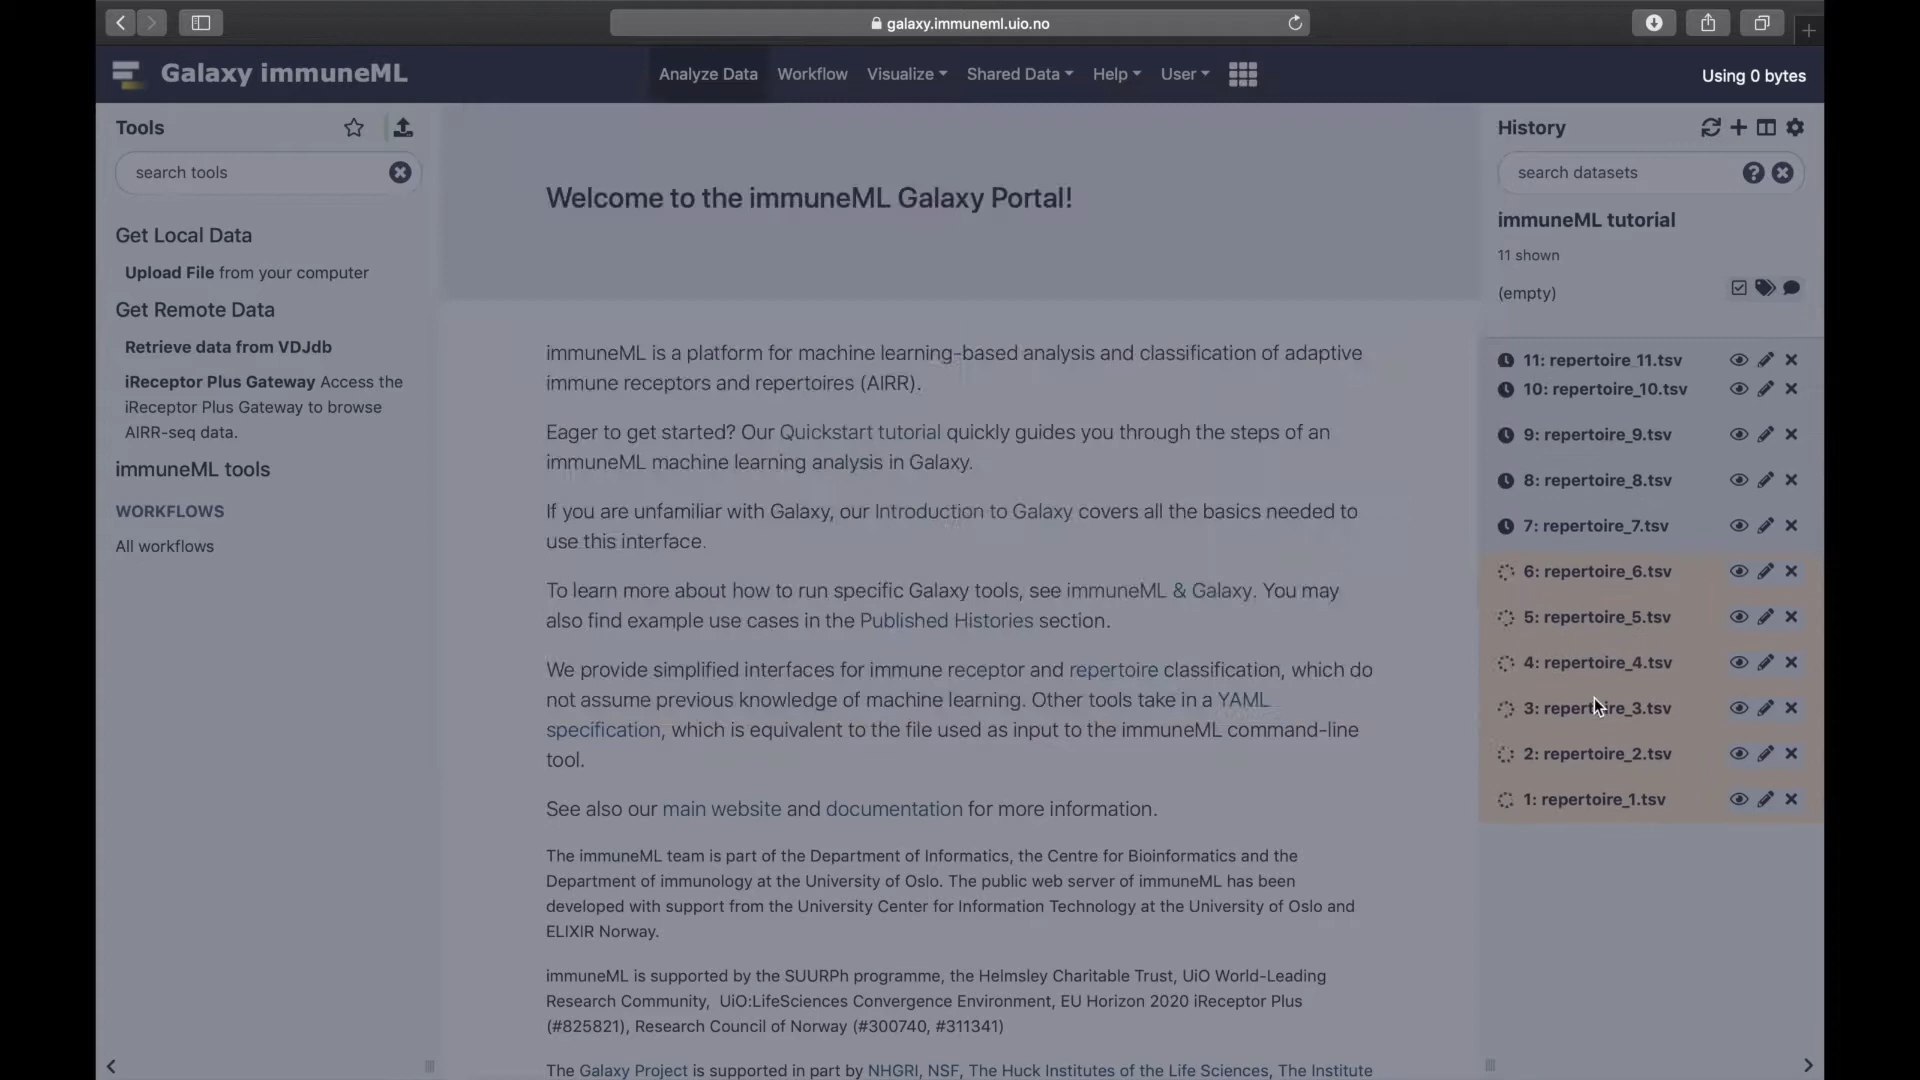 galaxy.immuneml.uio.no
Galaxy immuneML
Analyze Data
Workflow
Visualize
Shared Data
Help
User
Using 0 bytes
Tools
search tools
Get Local Data
Upload File from your computer
Get Remote Data
Retrieve data from VDJdb
iReceptor Plus Gateway Access the
iReceptor Plus Gateway to browse
AIRR-seq data.
immuneML tools
WORKFLOWS
All workflows
Welcome to the immuneML Galaxy Portal!
immuneML is a platform for machine learning-based analysis and classification of adaptive
immune receptors and repertoires (AIRR).
Eager to get started? Our Quickstart tutorial quickly guides you through the steps of an
immuneML machine learning analysis in Galaxy.
If you are unfamiliar with Galaxy, our Introduction to Galaxy covers all the basics needed to
use this interface.
To learn more about how to run specific Galaxy tools, see immuneML & Galaxy. You may
also find example use cases in the Published Histories section.
We provide simplified interfaces for immune receptor and repertoire classification, which do
not assume previous knowledge of machine learning. Other tools take in a YAML
specification, which is equivalent to the file used as input to the immuneML command-line
tool.
See also our main website and documentation for more information.
The immuneML team is part of the Department of Informatics, the Centre for Bioinformatics and the
Department of immunology at the University of Oslo. The public web server of immuneML has been
developed with support from the University Center for Information Technology at the University of Oslo and
ELIXIR Norway.
immuneML is supported by the SUURPh programme, the Helmsley Charitable Trust, UiO World-Leading
Research Community, UiO:LifeSciences Convergence Environment, EU Horizon 2020 iReceptor Plus
(#825821), Research Council of Norway (#300740, #311341)
The Galaxy Project is supported in part by NHGRI, NSF, The Huck Institutes of the Life Sciences, The Institute
History
search datasets
immuneML tutorial
11 shown
(empty)
11: repertoire_11.tsv
10: repertoire_10.tsv
9: repertoire_9.tsv
8: repertoire_8.tsv
7: repertoire_7.tsv
6: repertoire_6.tsv
5: repertoire_5.tsv
4: repertoire_4.tsv
3: repertoire_3.tsv
2: repertoire_2.tsv
1: repertoire_1.tsv